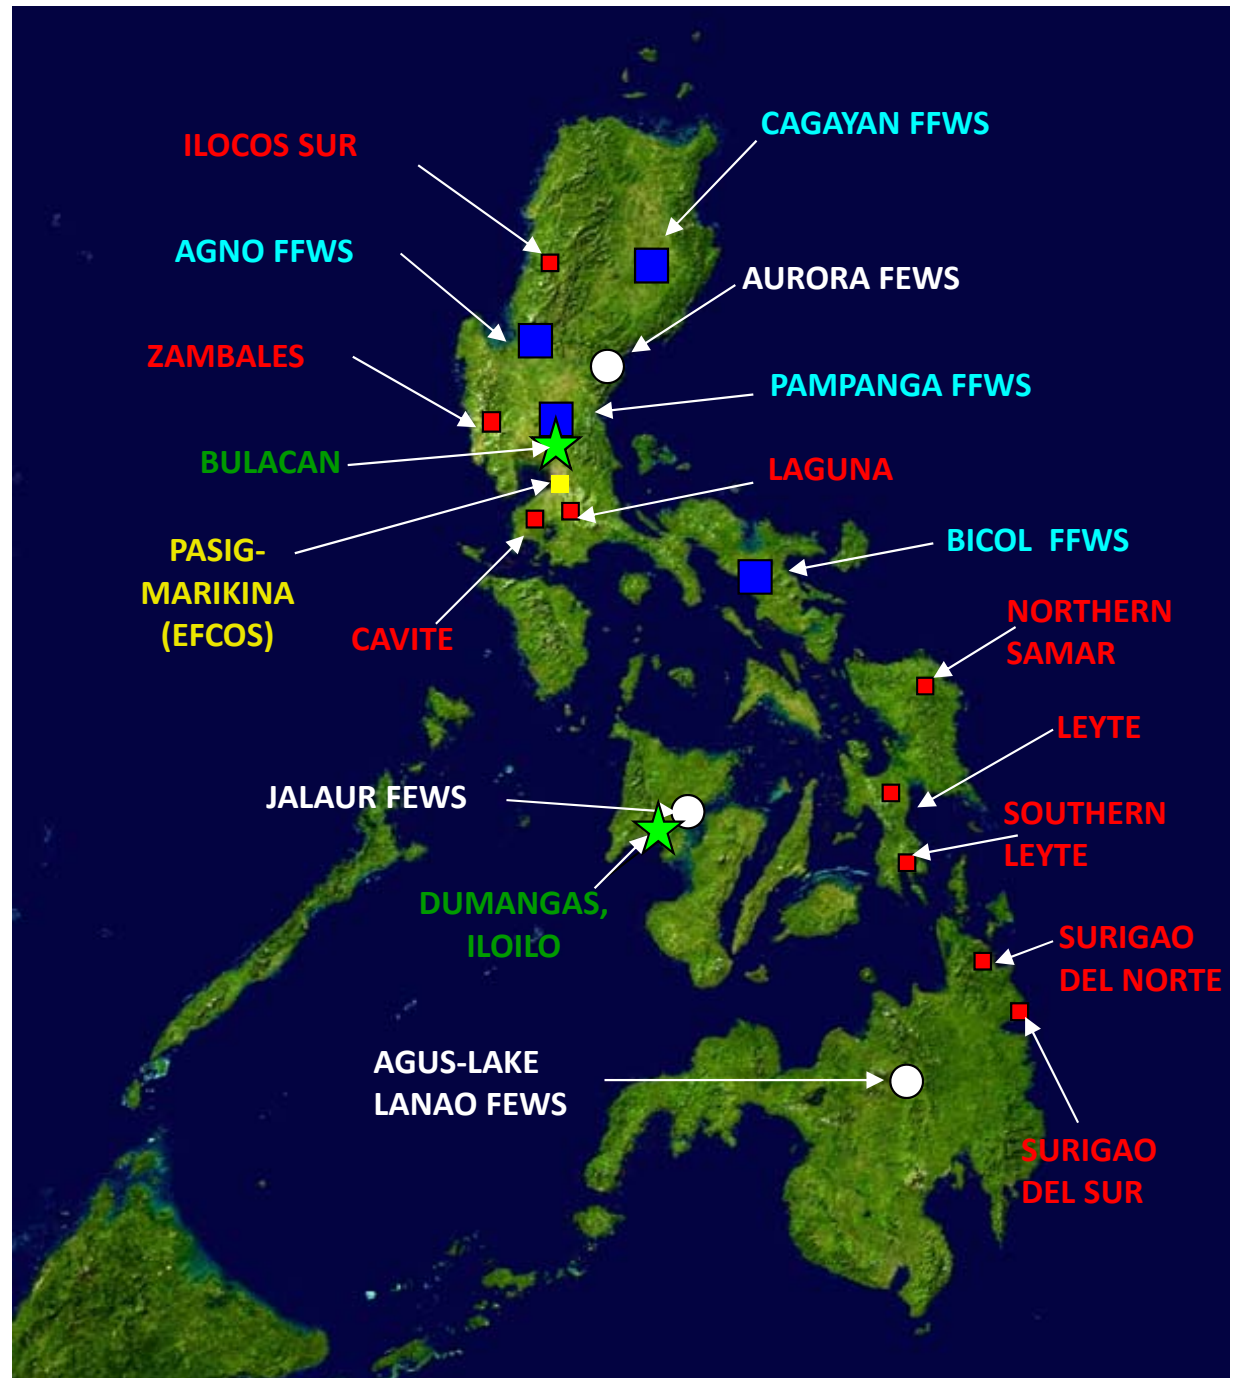 CAGAYAN FFWS
ILOCOS SUR
AGNO FFWS
AURORA FEWS
ZAMBALES
PAMPANGA FFWS
BULACAN
LAGUNA
PASIG-
MARIKINA
(EFCOS)
BICOL FFWS
CAVITE
NORTHERN
SAMAR
LEYTE
JALAUR FEWS
SOUTHERN
LEYTE
DUMANGAS,
ILOILO
SURIGAO
DEL NORTE
AGUS-LAKE
LANAO FEWS
SURIGAO
DEL SUR